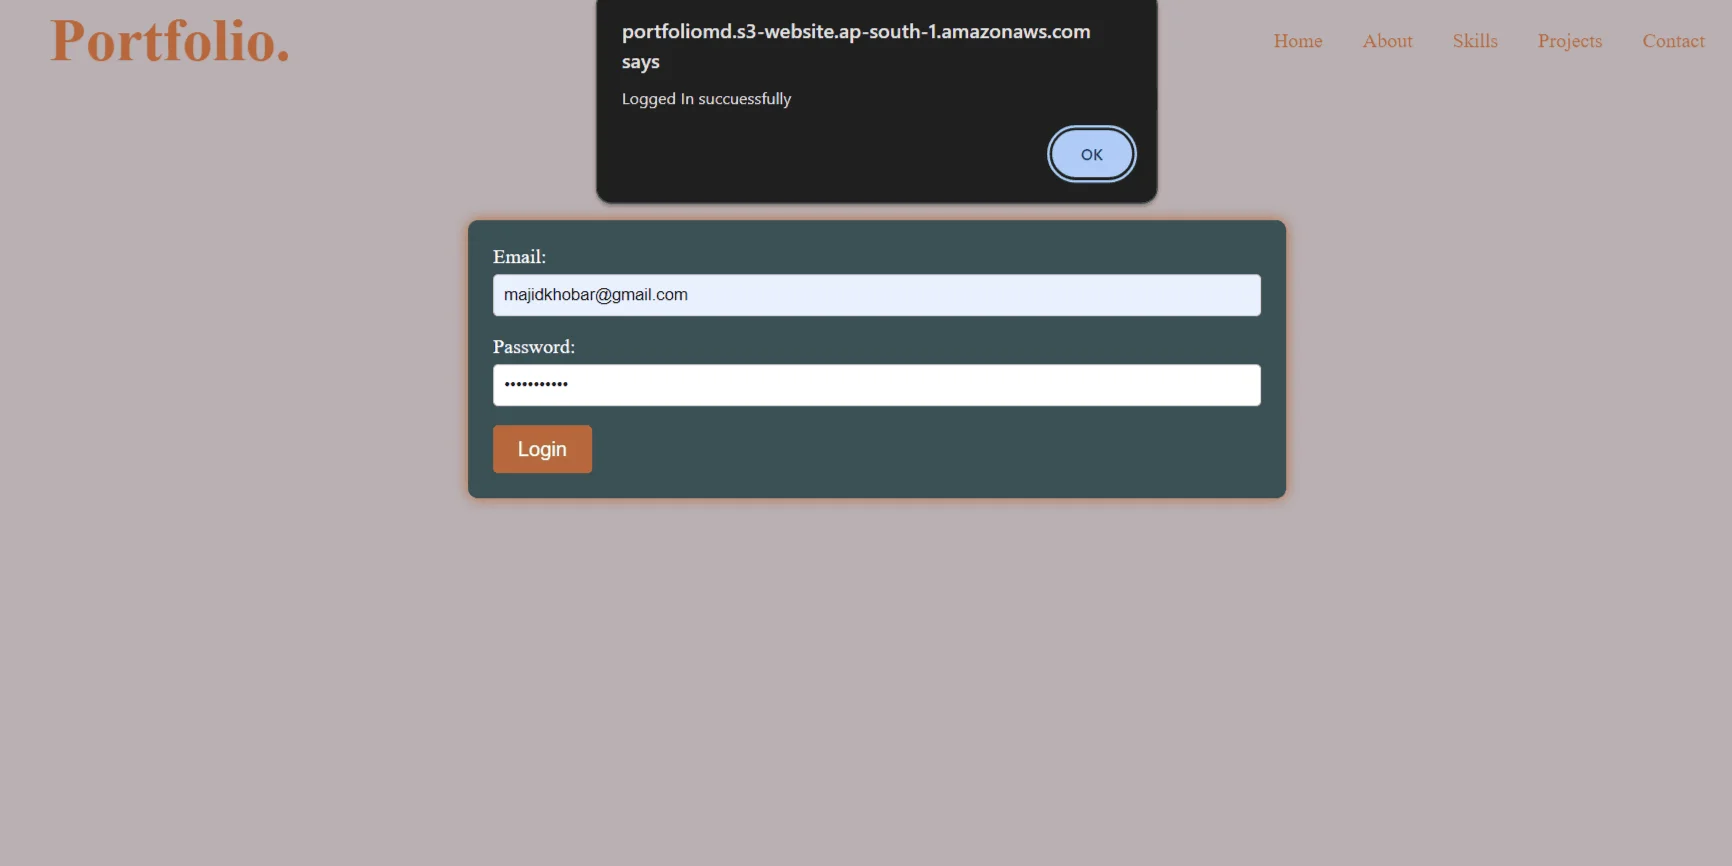 Portfolio.
Home About Skills Projects Contact
portfoliomd.s3-website.ap-south-1.amazonaws.com
says
Logged In succuessfully
OK
Email:
majidkhobar@gmail.com
Password:
•••••••••••
Login